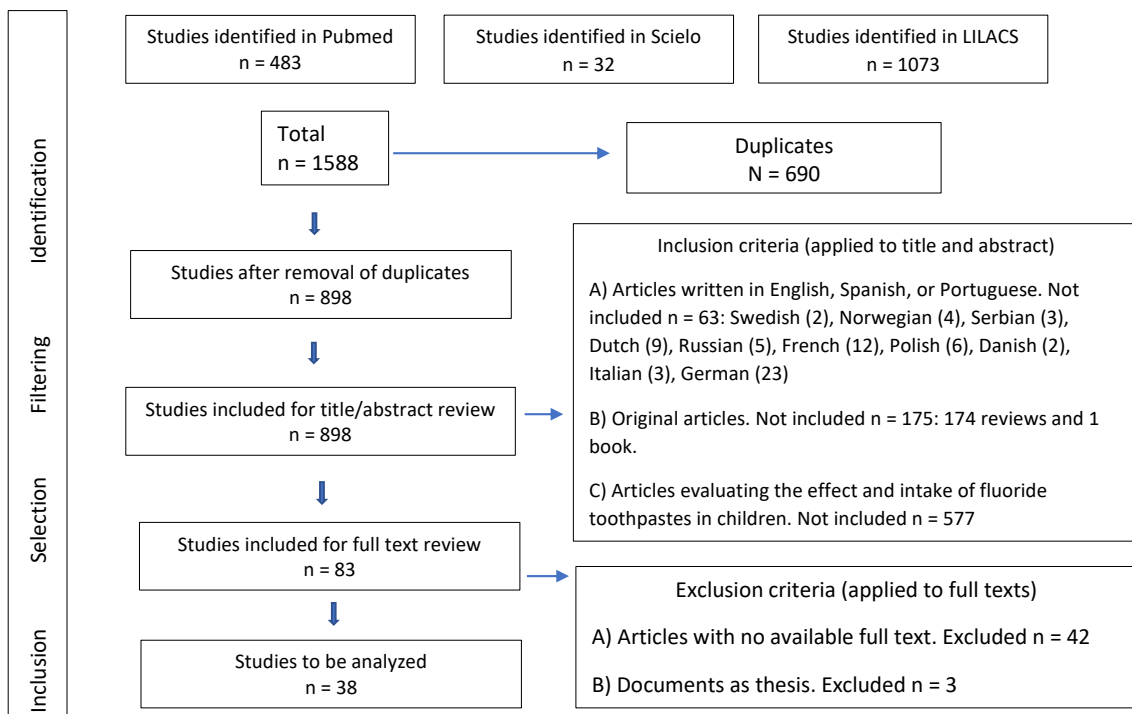 Studies identified in Pubmed
n = 483
Studies identified in Scielo
n = 32
Studies identified in LILACS
n = 1073
Identification
Total
n = 1588
Duplicates
N = 690
Studies after removal of duplicates
n = 898
Inclusion criteria (applied to title and abstract)
A) Articles written in English, Spanish, or Portuguese. Not
included n = 63: Swedish (2), Norwegian (4), Serbian (3),
Dutch (9), Russian (5), French (12), Polish (6), Danish (2),
Italian (3), German (23)
B) Original articles. Not included n = 175: 174 reviews and 1
book.
C) Articles evaluating the effect and intake of fluoride
toothpastes in children. Not included n = 577
Filtering
Studies included for title/abstract review
n = 898
Selection
Studies included for full text review
n = 83
Exclusion criteria (applied to full texts)
A) Articles with no available full text. Excluded n = 42
B) Documents as thesis. Excluded n = 3
Inclusion
Studies to be analyzed
n = 38